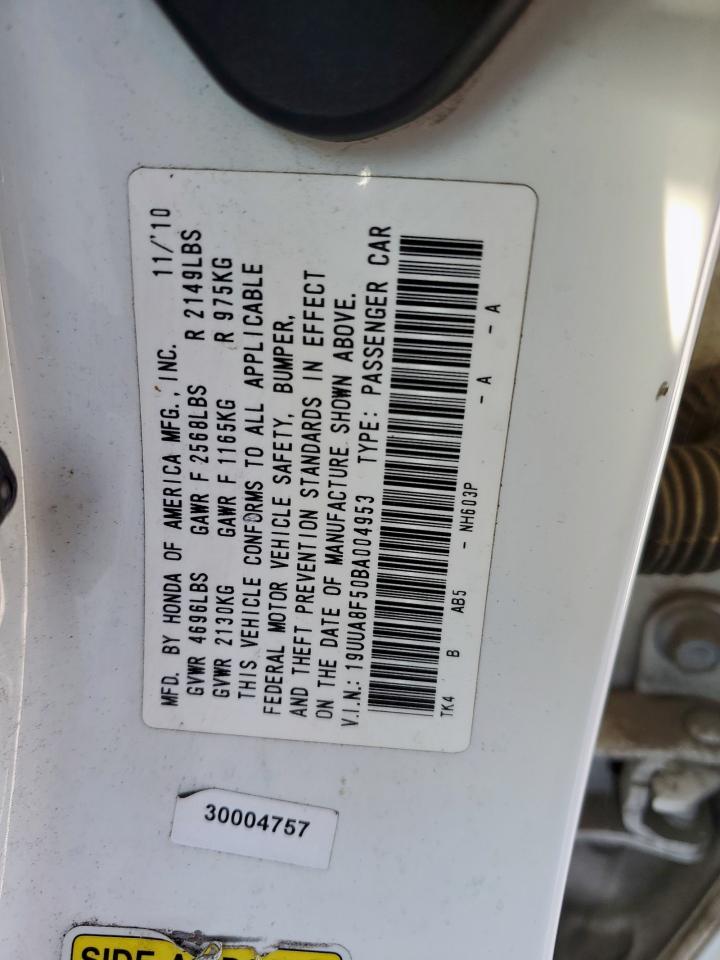 MFD. BY HONDA OF AMERICA MFG., INC. 11/'10
GVWR 4696LBS GAWR F 2568LBS R 2149LBS
GVWR 2130KG GAWR F 1165KG R 975KG
THIS VEHICLE CONFORMS TO ALL APPLICABLE
FEDERAL MOTOR VEHICLE SAFETY, BUMPER,
AND THEFT PREVENTION STANDARDS IN EFFECT
ON THE DATE OF MANUFACTURE SHOWN ABOVE.
V.I.N.: 19UUA8F50BA004953 TYPE: PASSENGER CAR
TK4 B AB5 - NH603P - A - A
30004757
SIDE